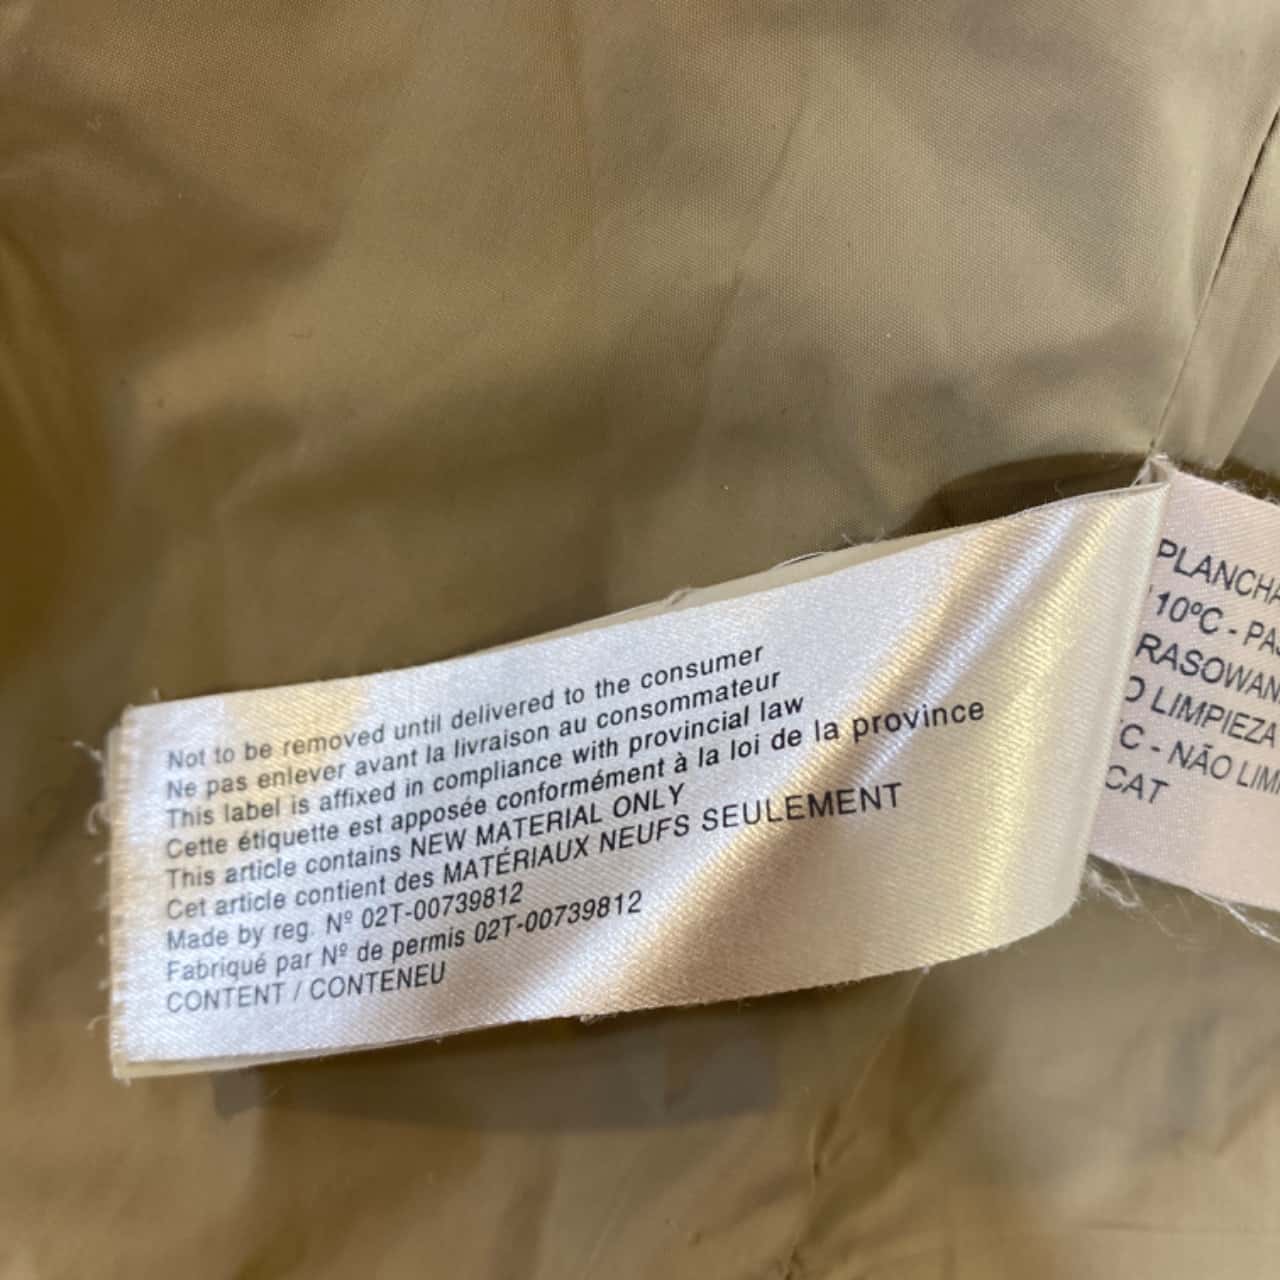 Not to be removed until delivered to the consumer
Ne pas enlever avant la livraison au consommateur
This label is affixed in compliance with provincial law
Cette étiquette est apposée conformément à la loi de la province
This article contains NEW MATERIAL ONLY
Cet article contient des MATÉRIAUX NEUFS SEULEMENT
Made by reg. Nº 02T-00739812
Fabriqué par Nº de permis 02T-00739812
CONTENT / CONTENEU
PLANCHA
110ºC - PAS
RASOWAN
O LIMPIEZA
C - NÃO LIM
CAT